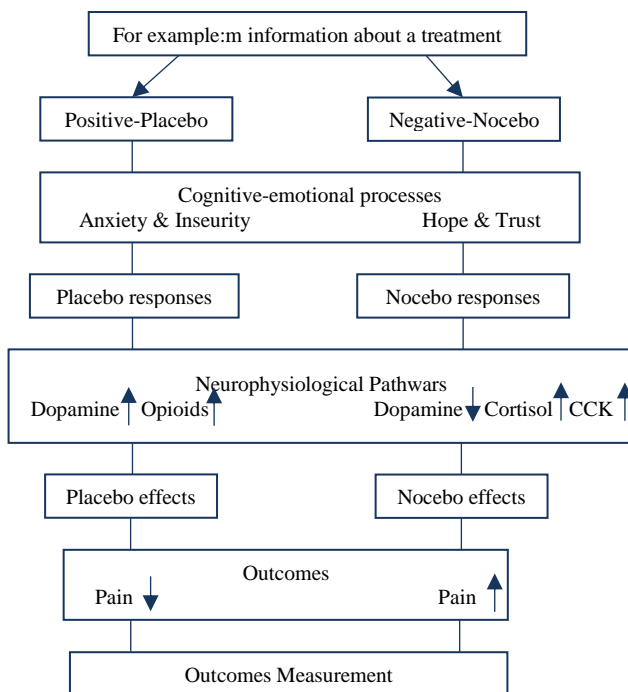 For example:m information about a treatment
Positive-Placebo Negative-Nocebo
Cognitive-emotional processes
Anxiety & Inseurity Hope & Trust
Placebo responses Nocebo responses
Neurophysiological Pathwars
Dopamine Opioids Dopamine Cortisol CCK
Placebo effects Nocebo effects
Outcomes
Pain Pain
Outcomes Measurement